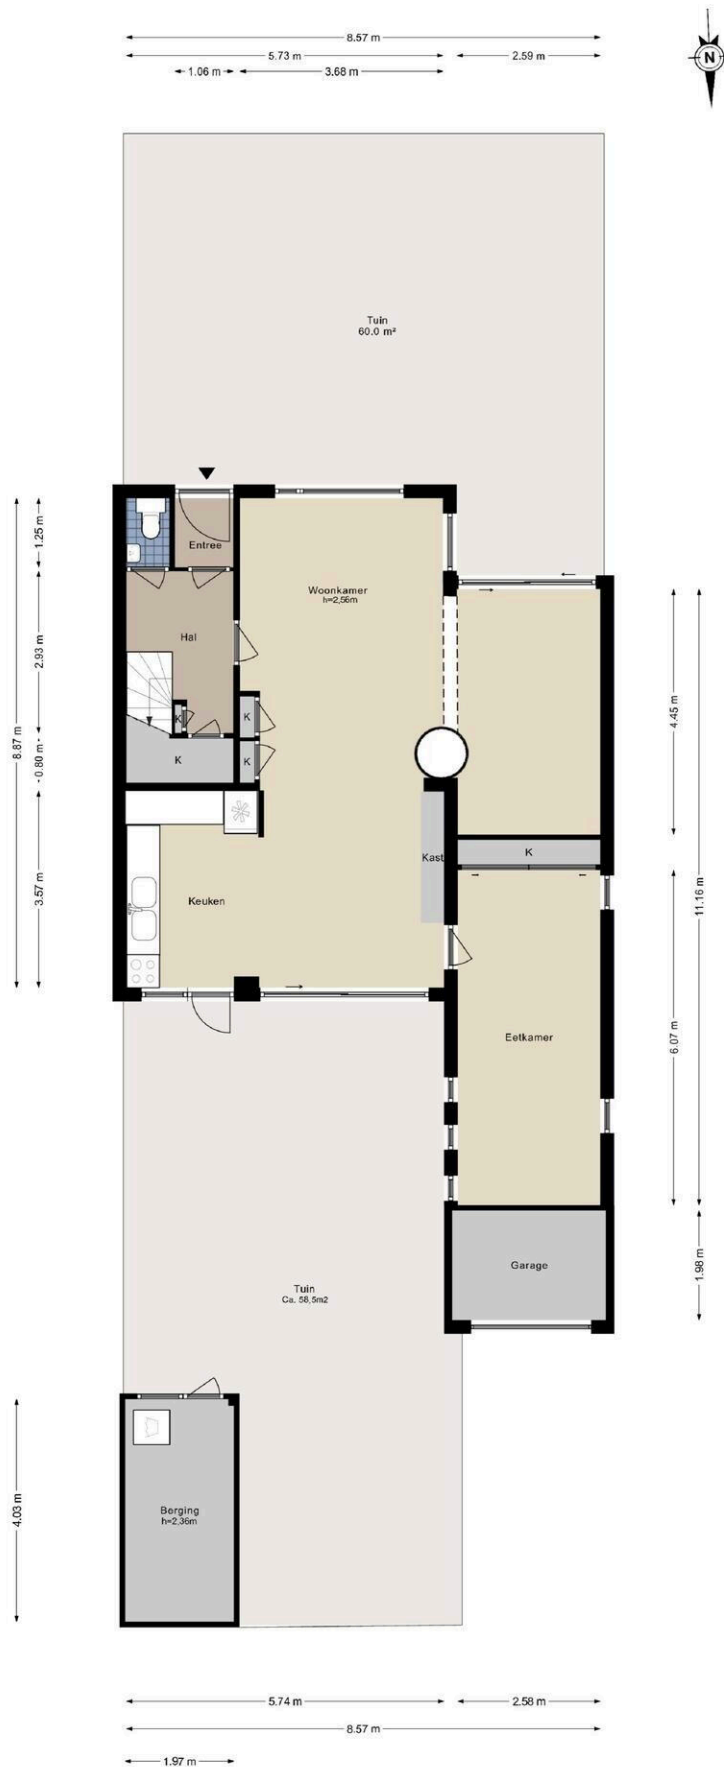 8.57 m
5.73 m
2.59 m
1.06 m
3.68 m
N
Tuin
60.0 m²
Entree
Woonkamer
h=2,56m
Hal
K
K
K
K
K
Kast
Keuken
Eetkamer
Garage
Tuin
Ca. 58,5m2
Berging
h=2.36m
1.25 m
2.93 m
0.80 m
3.57 m
8.87 m
4.45 m
6.07 m
11.16 m
1.98 m
4.03 m
5.74 m
2.58 m
8.57 m
1.97 m